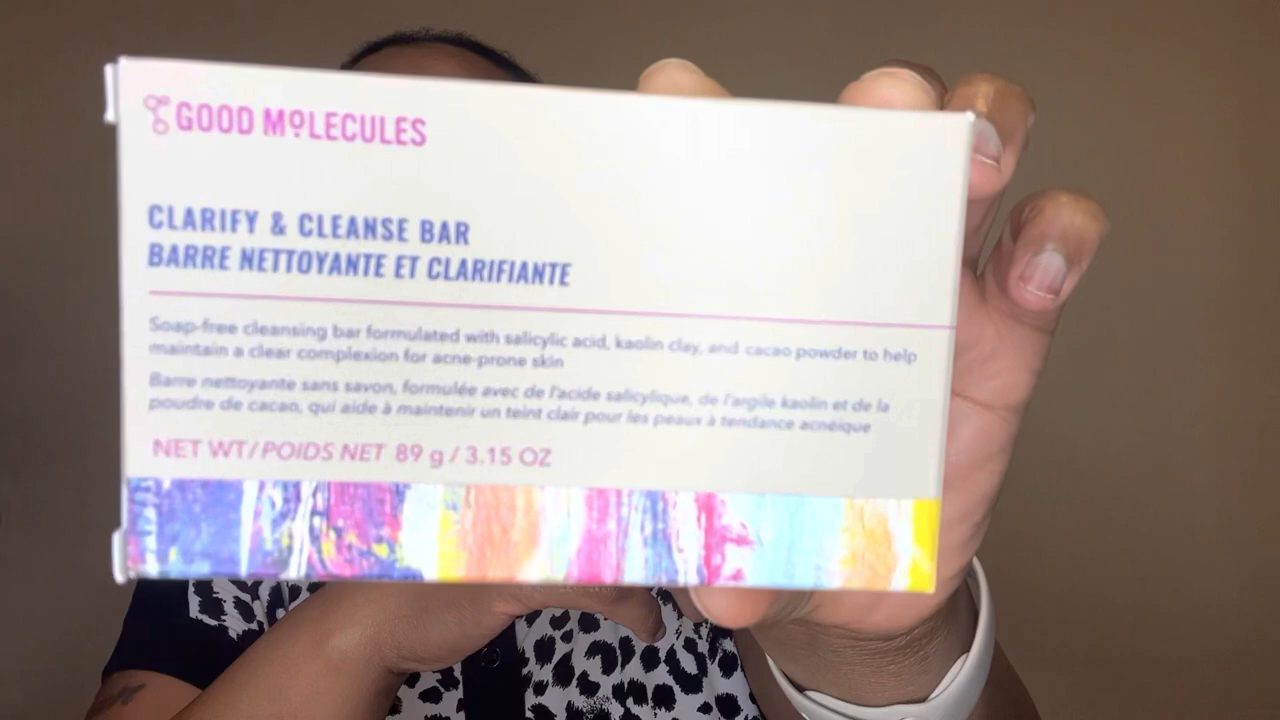 GOOD MOLECULES
CLARIFY & CLEANSE BAR
BARRE NETTOYANTE ET CLARIFIANTE
Soap-free cleansing bar formulated with salicylic acid, kaolin clay, and cacao powder to help
maintain a clear complexion for acne-prone skin
Barre nettoyante sans savon, formulée avec de l'acide salicylique, de l'argile kaolin et de la
poudre de cacao, qui aide à maintenir un teint clair pour les peaux à tendance acnéique
NET WT/POIDS NET 89 g / 3.15 OZ